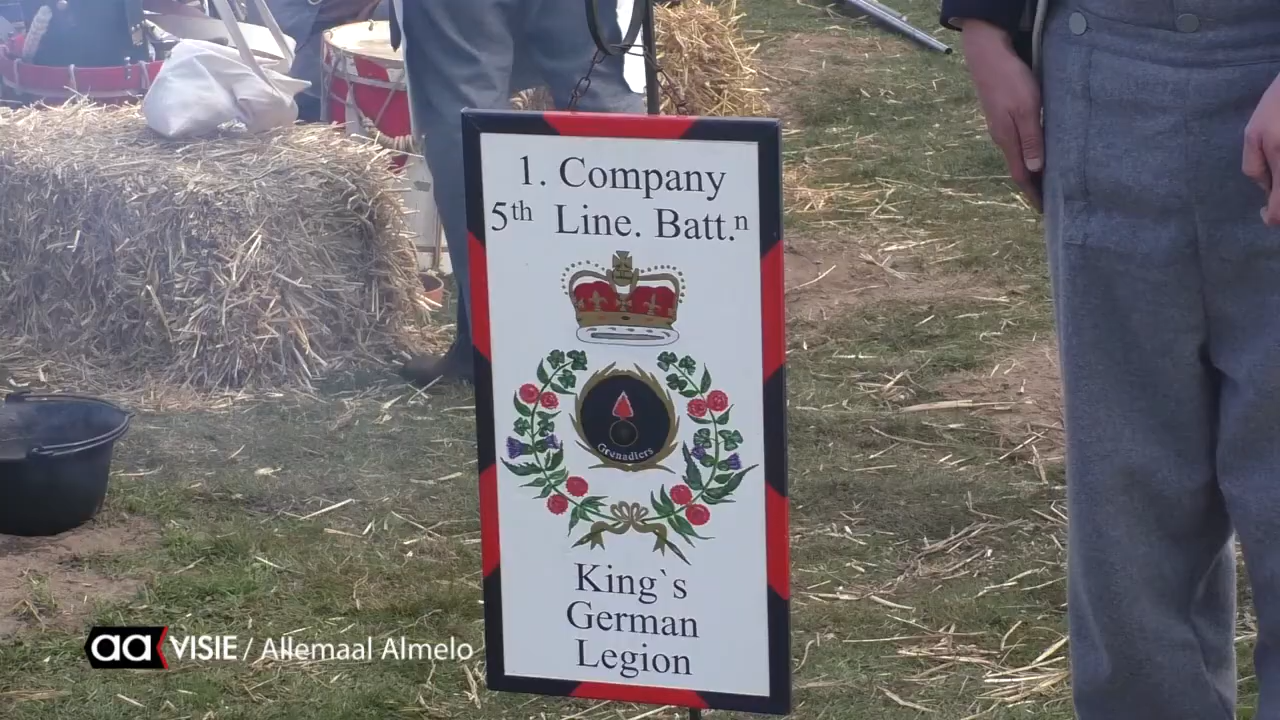 1. Company
5th Line. Batt.n
Grenadiers
King`s
German
Legion
aa VISIE / Allemaal Almelo